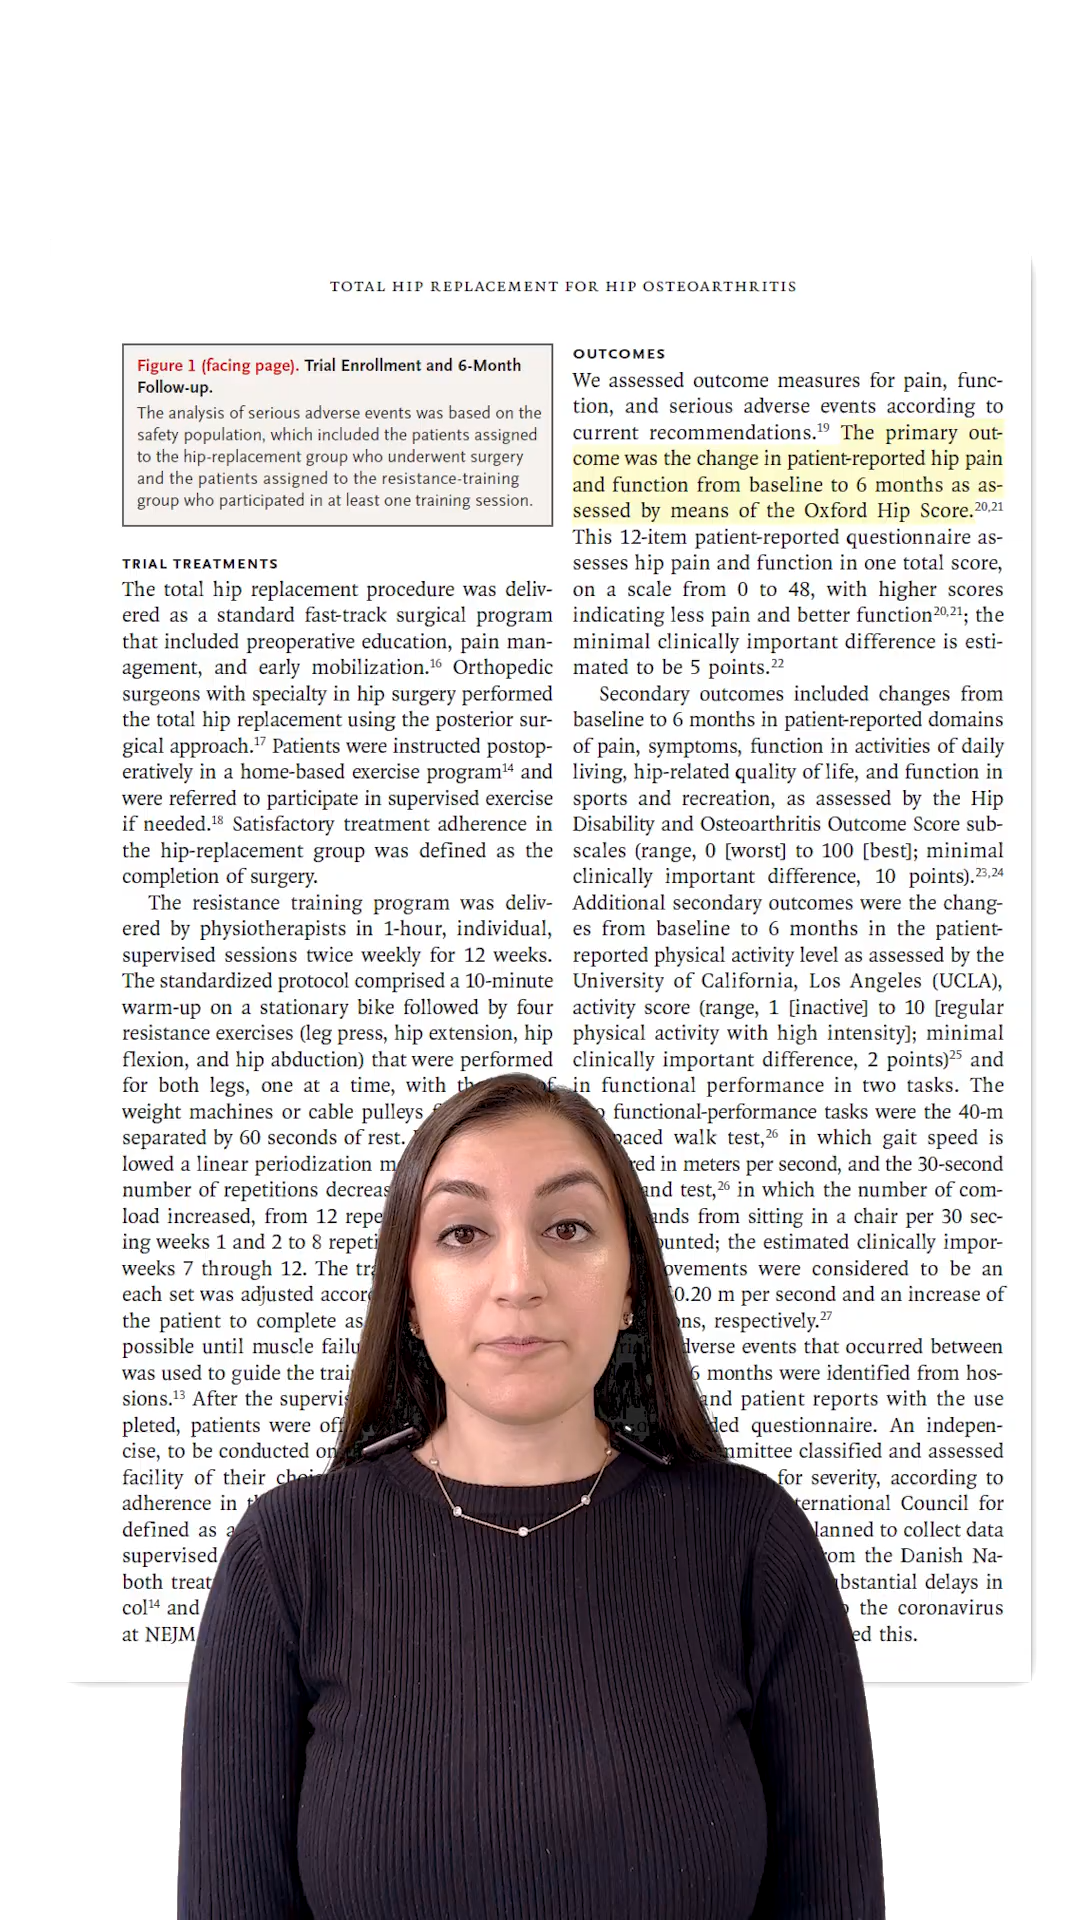 TOTAL HIP REPLACEMENT FOR HIP OSTEOARTHRITIS
Figure 1 (facing page). Trial Enrollment and 6-Month
Follow-up.
The analysis of serious adverse events was based on the
safety population, which included the patients assigned
to the hip-replacement group who underwent surgery
and the patients assigned to the resistance-training
group who participated in at least one training session.
TRIAL TREATMENTS
The total hip replacement procedure was deliv-
ered as a standard fast-track surgical program
that included preoperative education, pain man-
agement, and early mobilization.16 Orthopedic
surgeons with specialty in hip surgery performed
the total hip replacement using the posterior sur-
gical approach.17 Patients were instructed postop-
eratively in a home-based exercise program14 and
were referred to participate in supervised exercise
if needed.18 Satisfactory treatment adherence in
the hip-replacement group was defined as the
completion of surgery.
The resistance training program was deliv-
ered by physiotherapists in 1-hour, individual,
supervised sessions twice weekly for 12 weeks.
The standardized protocol comprised a 10-minute
warm-up on a stationary bike followed by four
resistance exercises (leg press, hip extension, hip
flexion, and hip abduction) that were performed
for both legs, one at a time, with
weight machines or cable pulleys
separated by 60 seconds of rest.
lowed a linear periodization
number of repetitions
load increased, from 12
ing weeks 1 and 2 to 8
weeks 7 through 12. The
each set was adjusted
the patient to complete as
possible until muscle
was used to guide the
sions.13 After the
pleted, patients were
cise, to be conducted
facility of their
adherence in
defined as
supervised
both
col14 and
at NEJM
OUTCOMES
We assessed outcome measures for pain, func-
tion, and serious adverse events according to
current recommendations.19 The primary out-
come was the change in patient-reported hip pain
and function from baseline to 6 months as as-
sessed by means of the Oxford Hip Score.20,21
This 12-item patient-reported questionnaire as-
sesses hip pain and function in one total score,
on a scale from 0 to 48, with higher scores
indicating less pain and better function20,21; the
minimal clinically important difference is esti-
mated to be 5 points.22
Secondary outcomes included changes from
baseline to 6 months in patient-reported domains
of pain, symptoms, function in activities of daily
living, hip-related quality of life, and function in
sports and recreation, as assessed by the Hip
Disability and Osteoarthritis Outcome Score sub-
scales (range, 0 [worst] to 100 [best]; minimal
clinically important difference, 10 points).23,24
Additional secondary outcomes were the chang-
es from baseline to 6 months in the patient-
reported physical activity level as assessed by the
University of California, Los Angeles (UCLA),
activity score (range, 1 [inactive] to 10 [regular
physical activity with high intensity]; minimal
clinically important difference, 2 points)25 and
in functional performance in two tasks. The
functional-performance tasks were the 40-m
walk test,26 in which gait speed is
in meters per second, and the 30-second
test,26 in which the number of com-
from sitting in a chair per 30 sec-
the estimated clinically impor-
were considered to be an
0.20 m per second and an increase of
respectively.27
events that occurred between
6 months were identified from hos-
and patient reports with the use
questionnaire. An indepen-
classified and assessed
for severity, according to
Council for
to collect data
from the Danish Na-
delays in
the coronavirus
this.